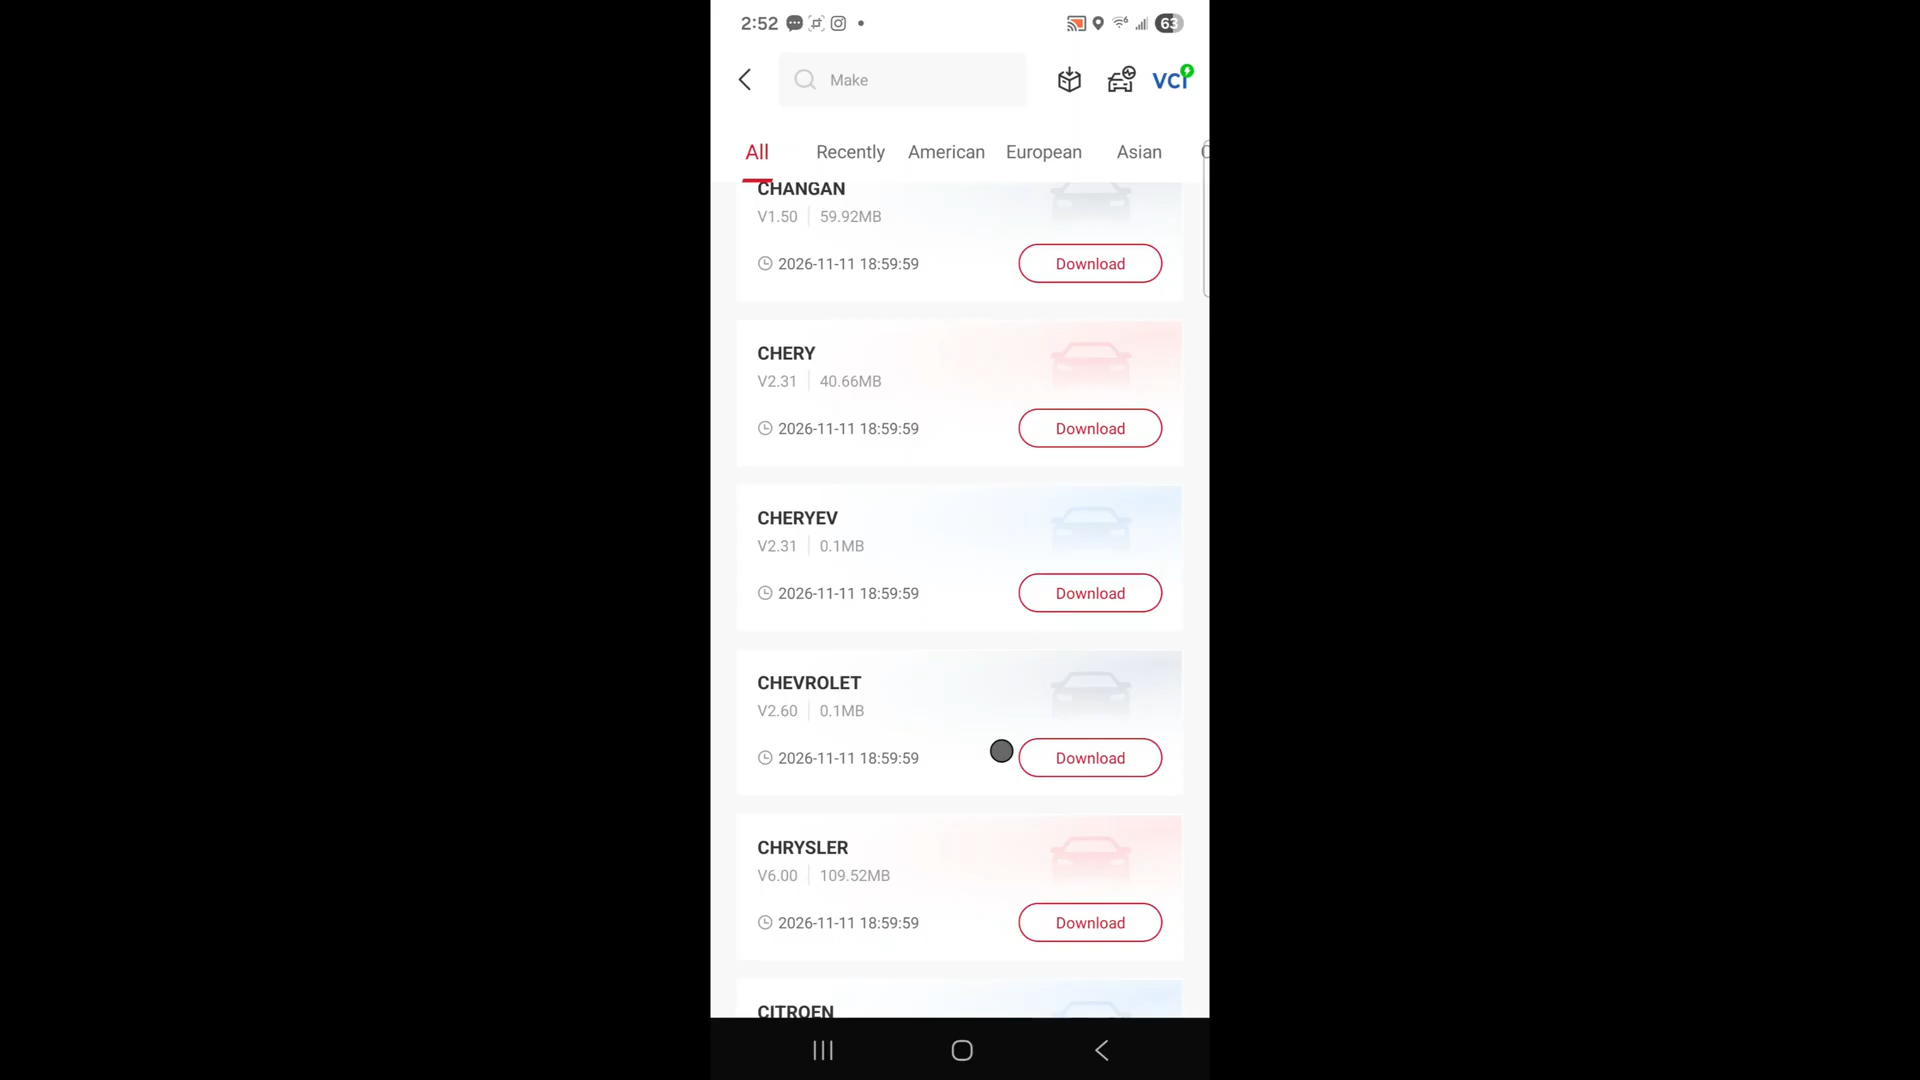 2:52
63
Make
VCI
All Recently American European Asian
CHANGAN
V1.50 59.92MB
2026-11-11 18:59:59 Download
CHERY
V2.31 40.66MB
2026-11-11 18:59:59 Download
CHERYEV
V2.31 0.1MB
2026-11-11 18:59:59 Download
CHEVROLET
V2.60 0.1MB
2026-11-11 18:59:59 Download
CHRYSLER
V6.00 109.52MB
2026-11-11 18:59:59 Download
CITROEN